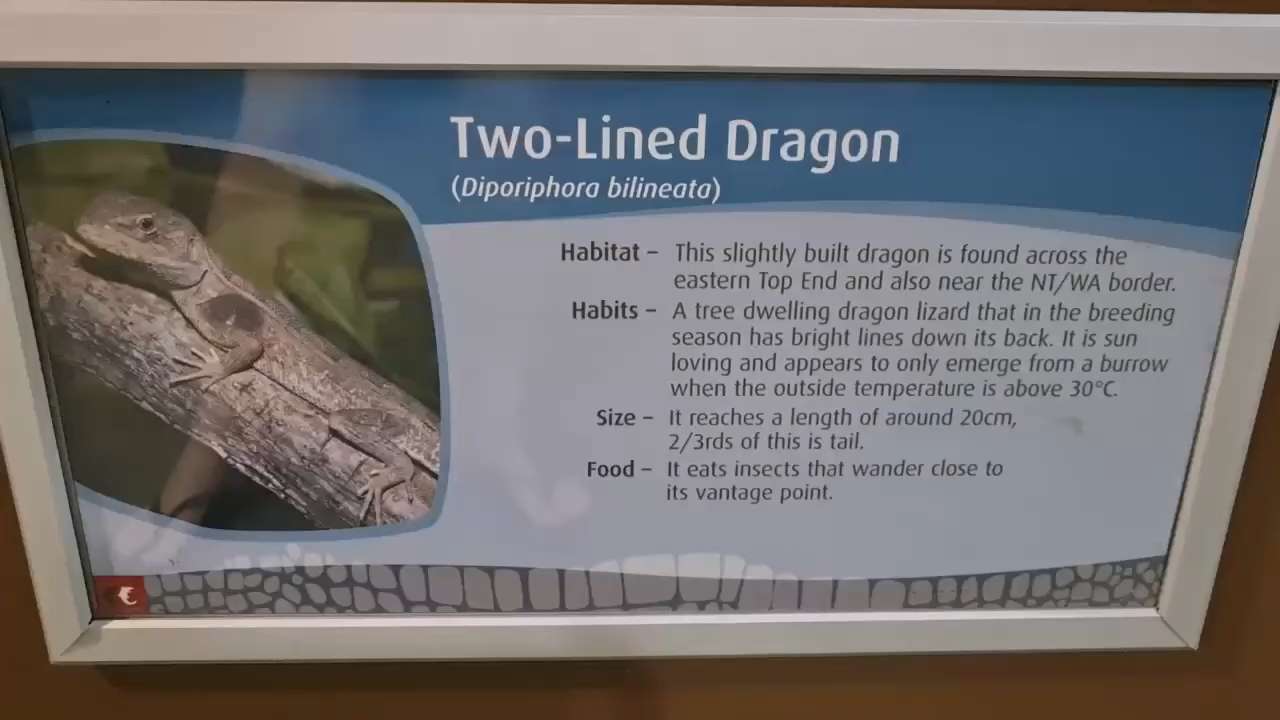 Two-Lined Dragon
(Diporiphora bilineata)
Habitat – This slightly built dragon is found across the
eastern Top End and also near the NT/WA border.
Habits – A tree dwelling dragon lizard that in the breeding
season has bright lines down its back. It is sun
loving and appears to only emerge from a burrow
when the outside temperature is above 30°C.
Size – It reaches a length of around 20cm,
2/3rds of this is tail.
Food – It eats insects that wander close to
its vantage point.